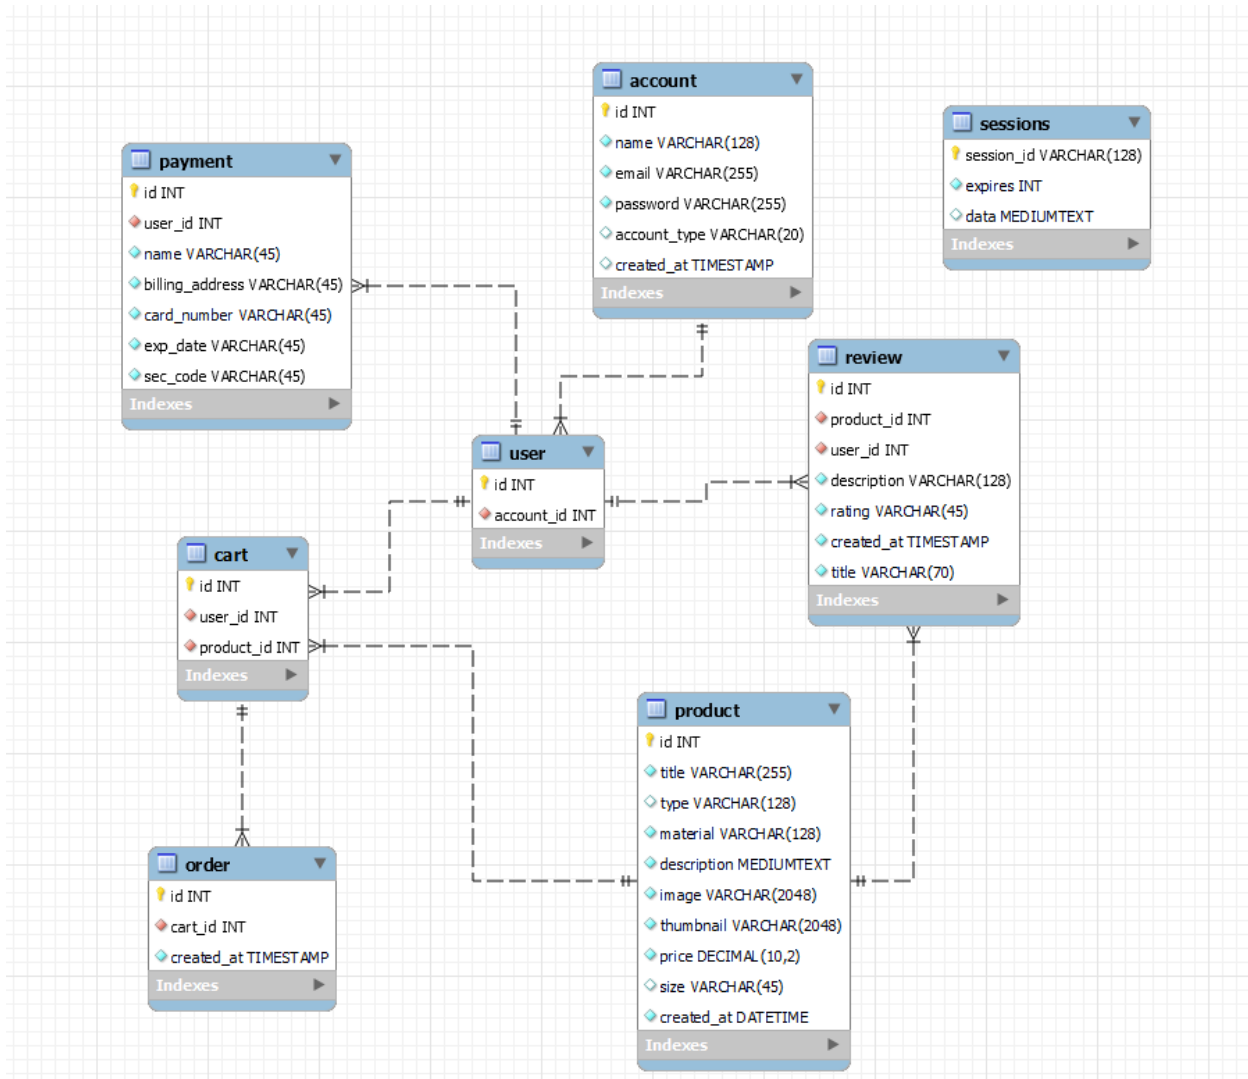 account
id INT
name VARCHAR(128)
email VARCHAR(255)
password VARCHAR(255)
account_type VARCHAR(20)
created_at TIMESTAMP
Indexes
sessions
session_id VARCHAR(128)
expires INT
data MEDIUMTEXT
Indexes
payment
id INT
user_id INT
name VARCHAR(45)
billing_address VARCHAR(45)
card_number VARCHAR(45)
exp_date VARCHAR(45)
sec_code VARCHAR(45)
Indexes
review
id INT
product_id INT
user_id INT
description VARCHAR(128)
rating VARCHAR(45)
created_at TIMESTAMP
title VARCHAR(70)
Indexes
user
id INT
account_id INT
Indexes
cart
id INT
user_id INT
product_id INT
Indexes
product
id INT
title VARCHAR(255)
type VARCHAR(128)
material VARCHAR(128)
description MEDIUMTEXT
image VARCHAR(2048)
thumbnail VARCHAR(2048)
price DECIMAL(10,2)
size VARCHAR(45)
created_at DATETIME
Indexes
order
id INT
cart_id INT
created_at TIMESTAMP
Indexes